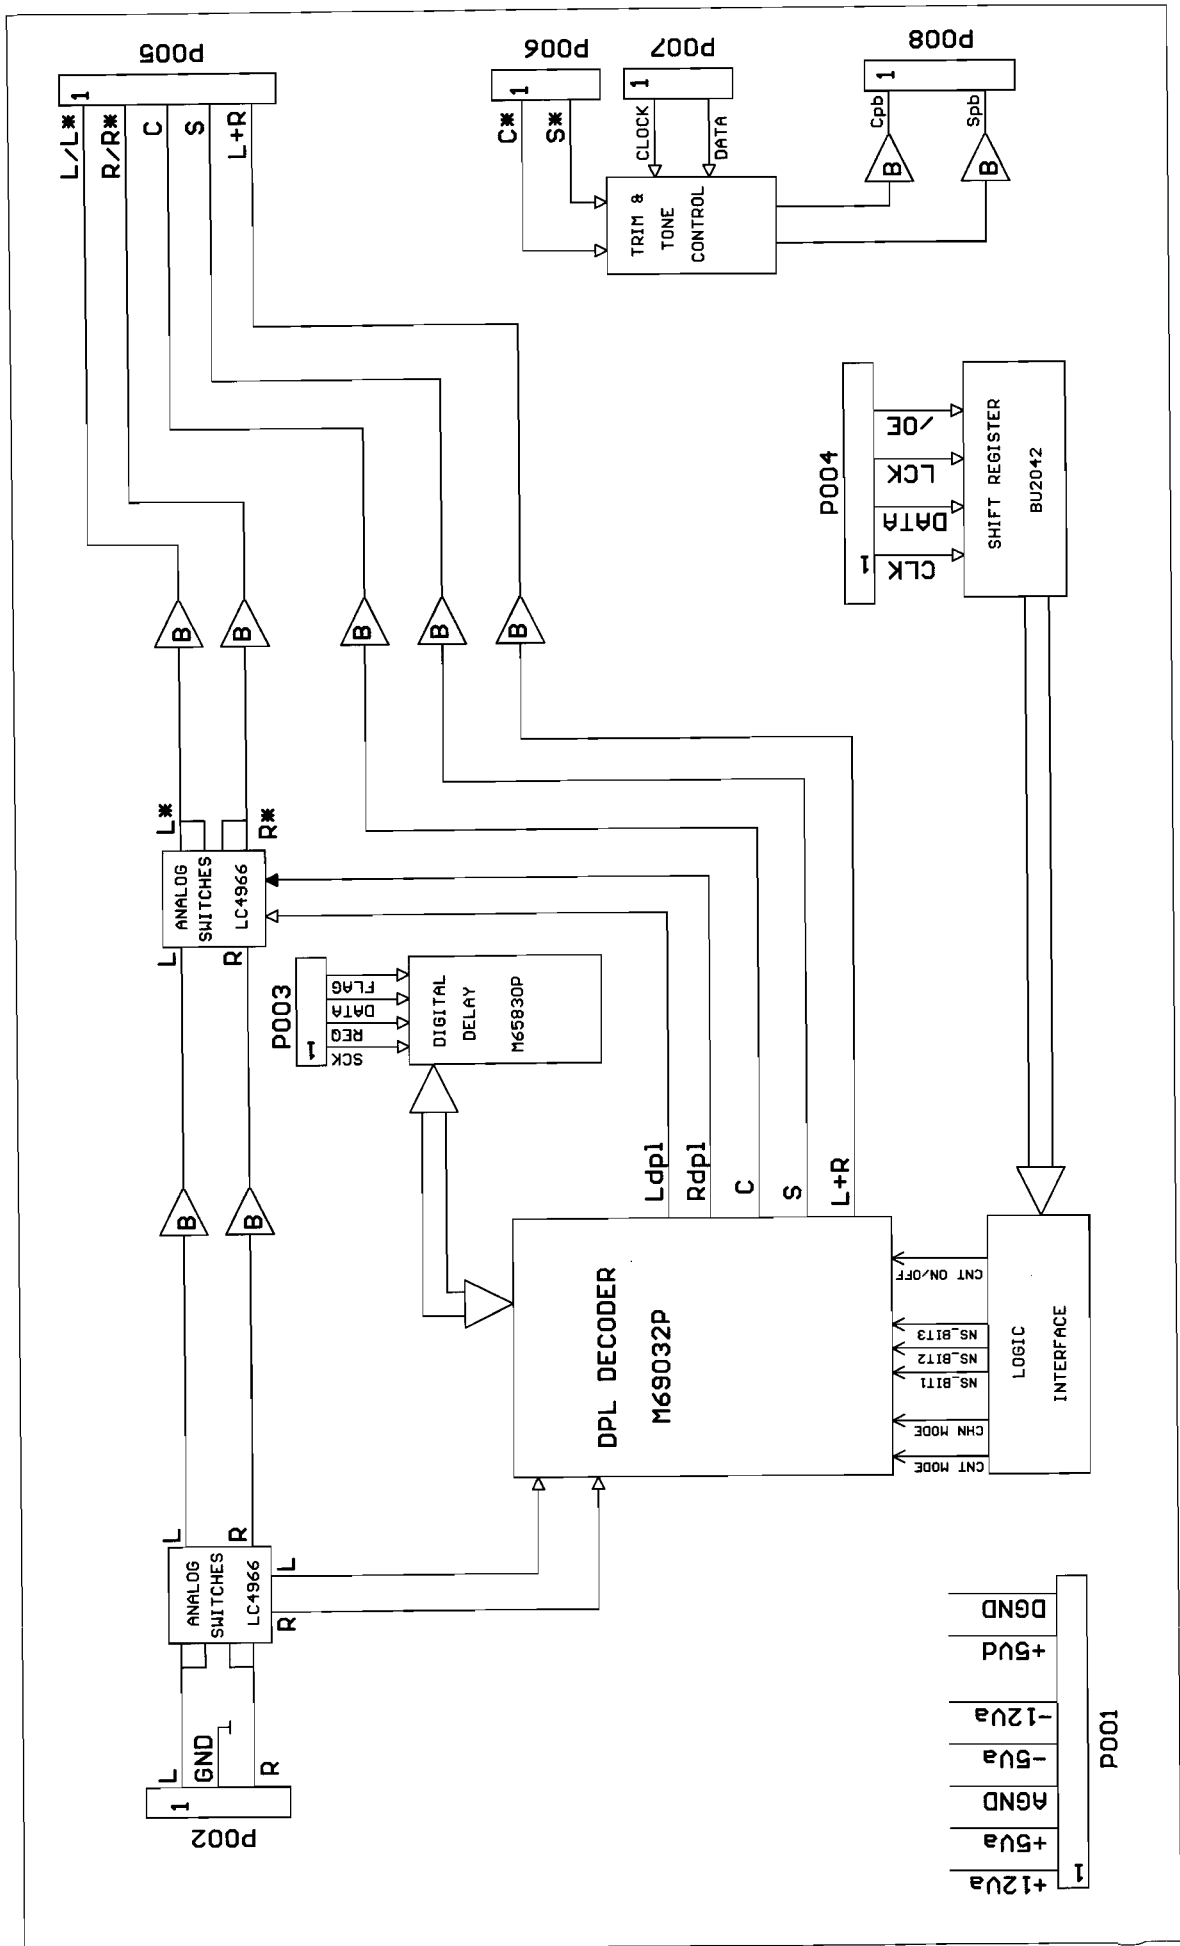 P002
1
L
GND
R
ANALOG
SWITCHES
LC4966
L
R
L
R
B
B
L
R
ANALOG
SWITCHES
LC4966
L*
R*
B
B
P005
1
L/L*
R/R*
C
S
L+R
B
B
B
P003
1
SCK
REQ
DATA
FLAG
DIGITAL
DELAY
M65830P
DPL DECODER
M69032P
Ldpl
Rdpl
C
S
L+R
CNT MODE
CHN MODE
NS_BIT1
NS_BIT2
NS_BIT3
CNT ON/OFF
LOGIC
INTERFACE
P004
1
CLK
DATA
LCK
/OE
SHIFT REGISTER
BU2042
P006
1
C*
S*
P007
1
CLOCK
DATA
TRIM &
TONE
CONTROL
B
B
P008
1
Cpb
Spb
P001
1
+12Va
+5Va
AGND
-5Va
-12Va
+5Vd
DGND